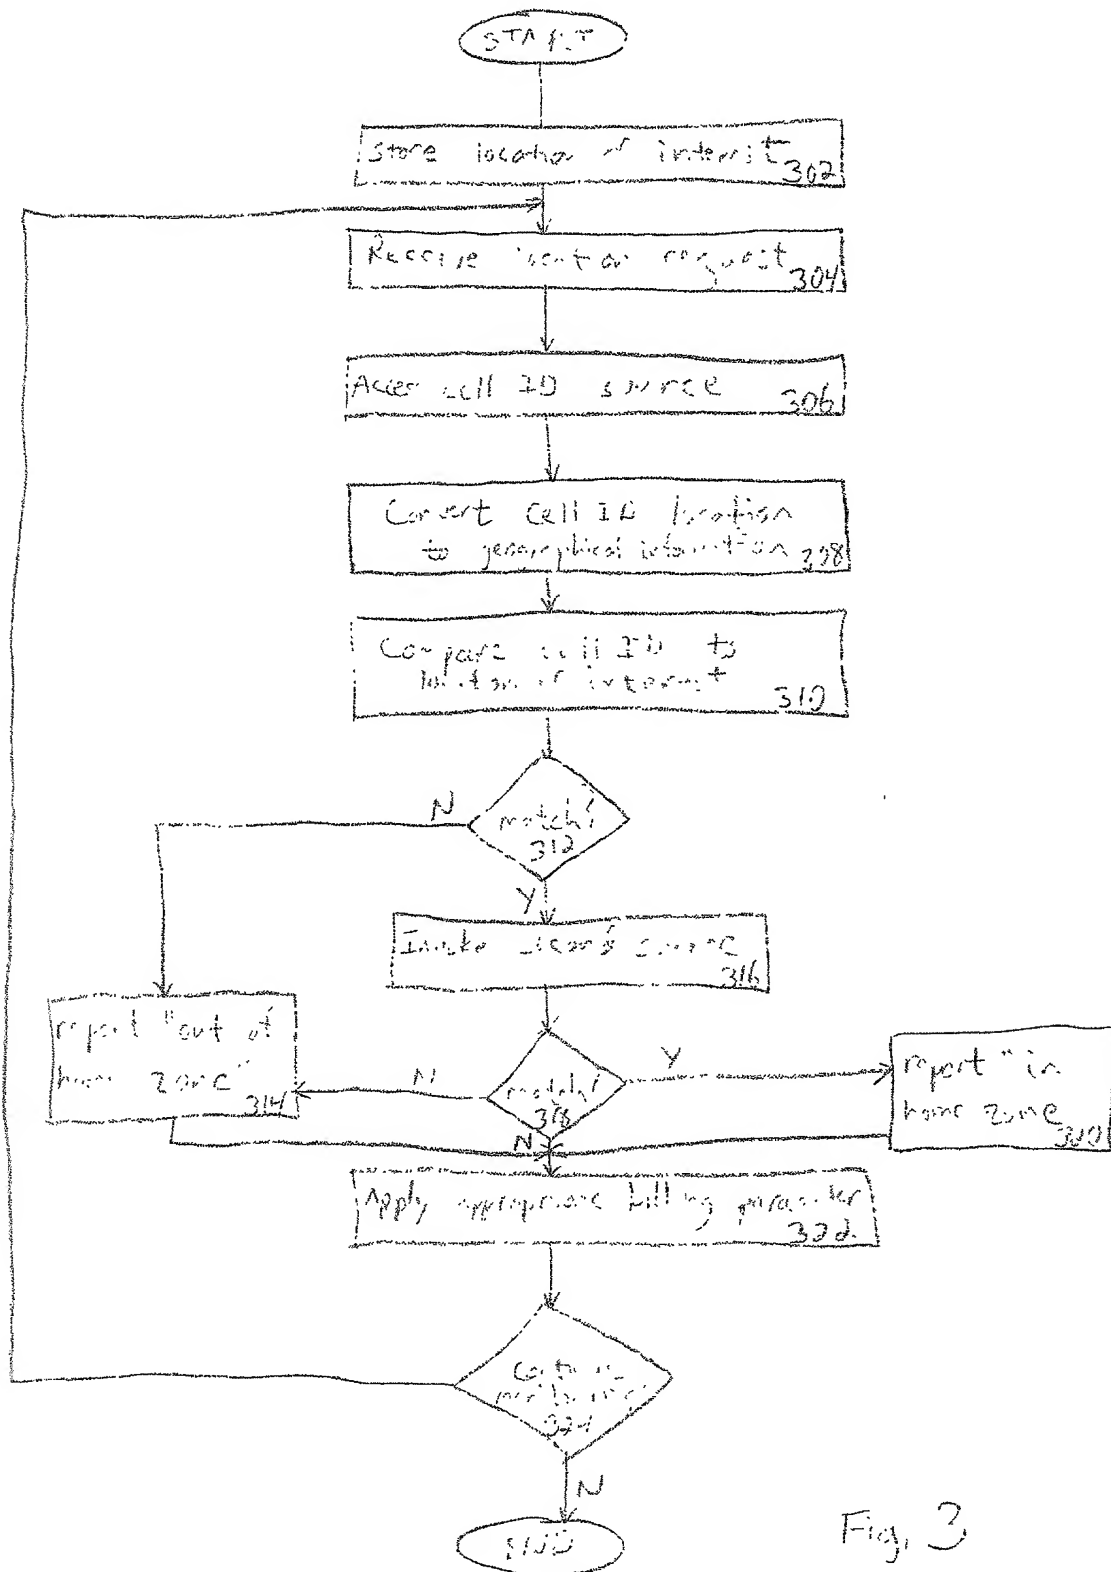 START
Store location of interest
302
Receive location request
304
Access cell ID source
306
Convert Cell ID location
to geographical information 308
Compare cell ID to
location of interest
310
N
match?
312
Y
Invoke source
316
report "out of
home zone"
314
N
match?
318
Y
report "in
home zone
320
N
Apply appropriate billing parameter
322
Continue
monitoring?
324
N
END
Fig. 3